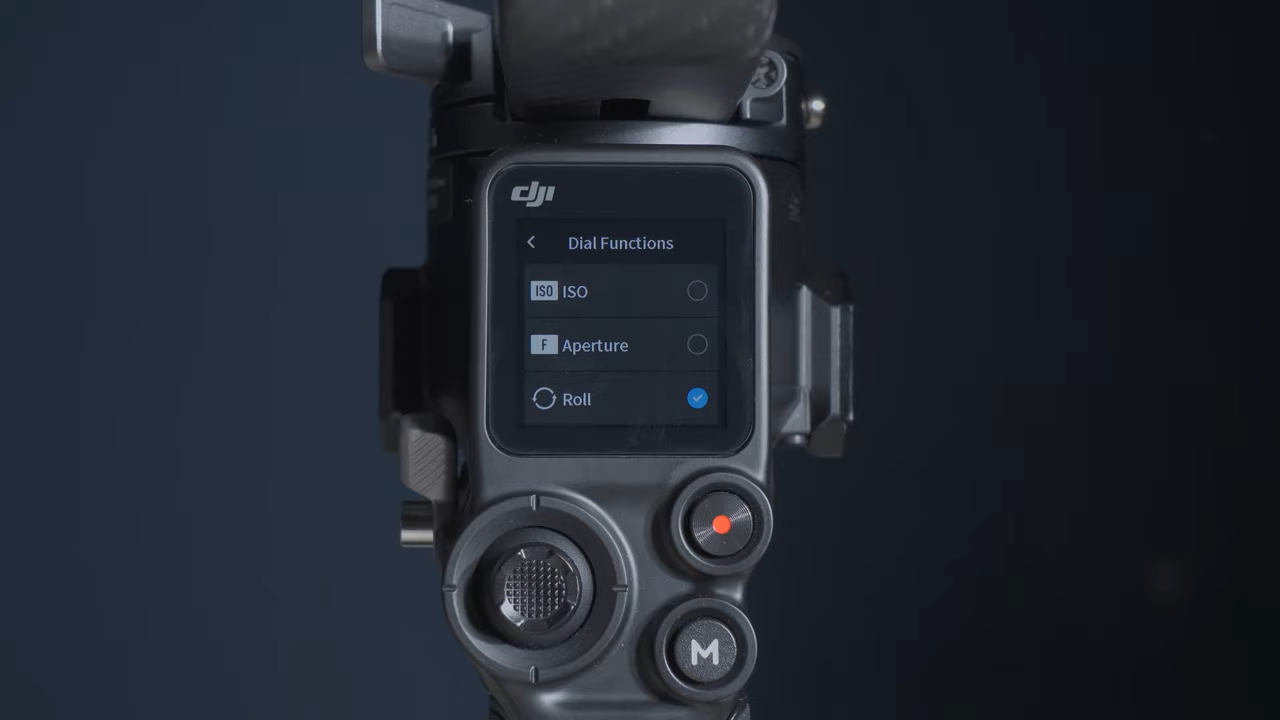 dji
Dial Functions
ISO ISO
F Aperture
Roll
M